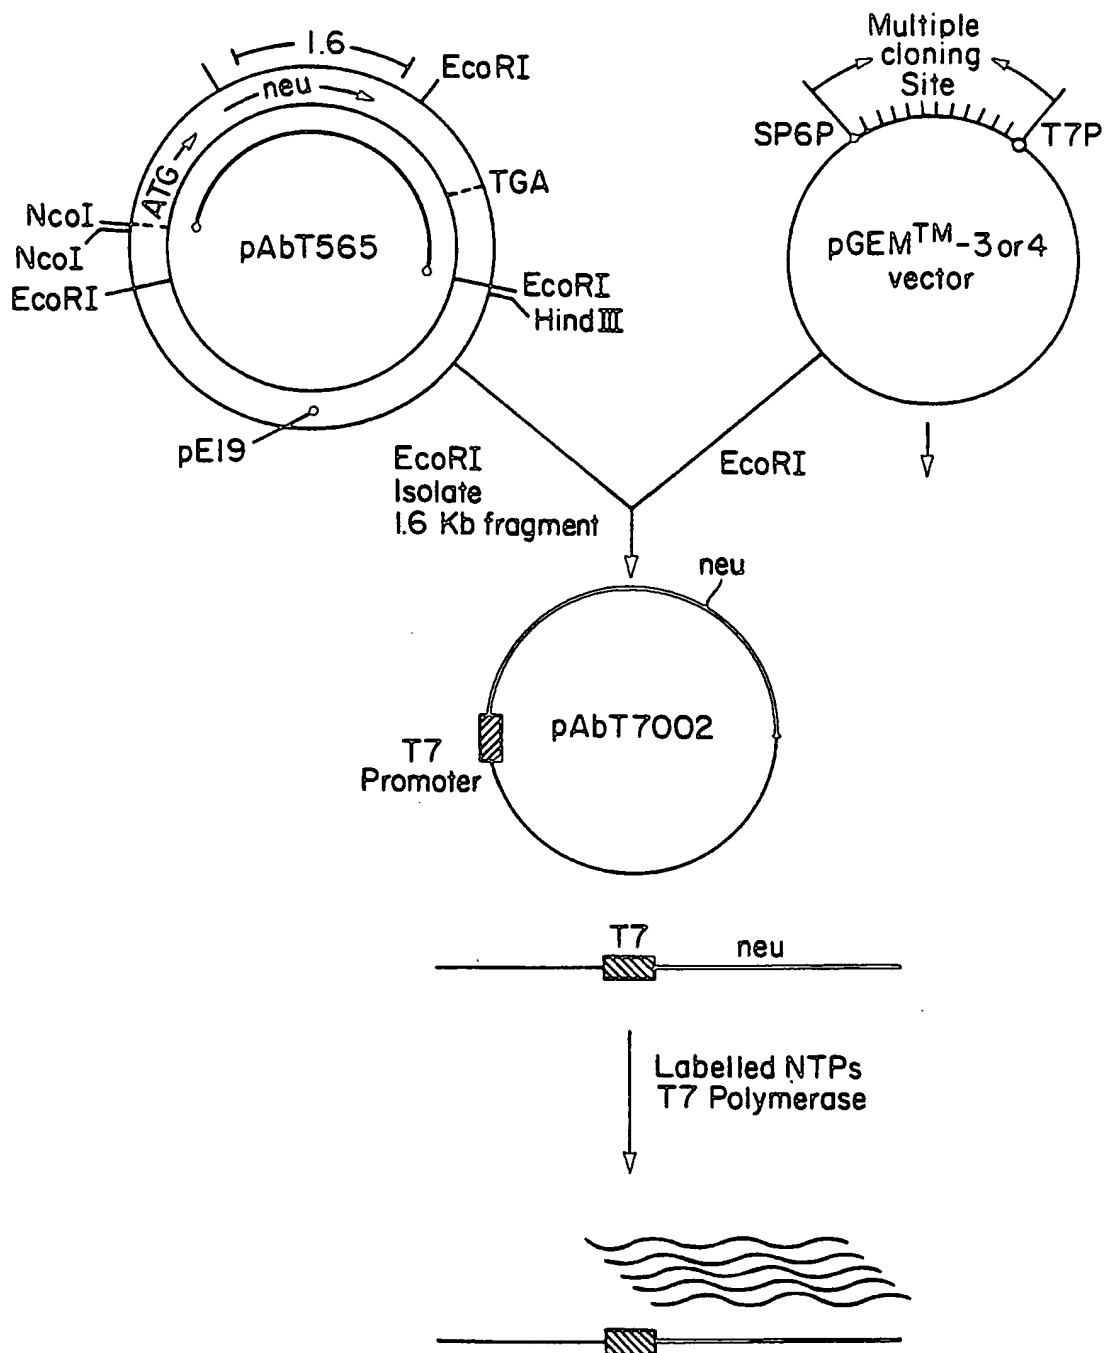 1.6
EcoRI
neu
ATG
TGA
NcoI
NcoI
EcoRI
pAbT565
EcoRI
Hind III
pE19
Multiple
cloning
Site
SP6P
T7P
pGEM™-3 or 4
vector
EcoRI
Isolate
1.6 Kb fragment
EcoRI
neu
pAbT7002
T7
Promoter
T7
neu
Labelled NTPs
T7 Polymerase